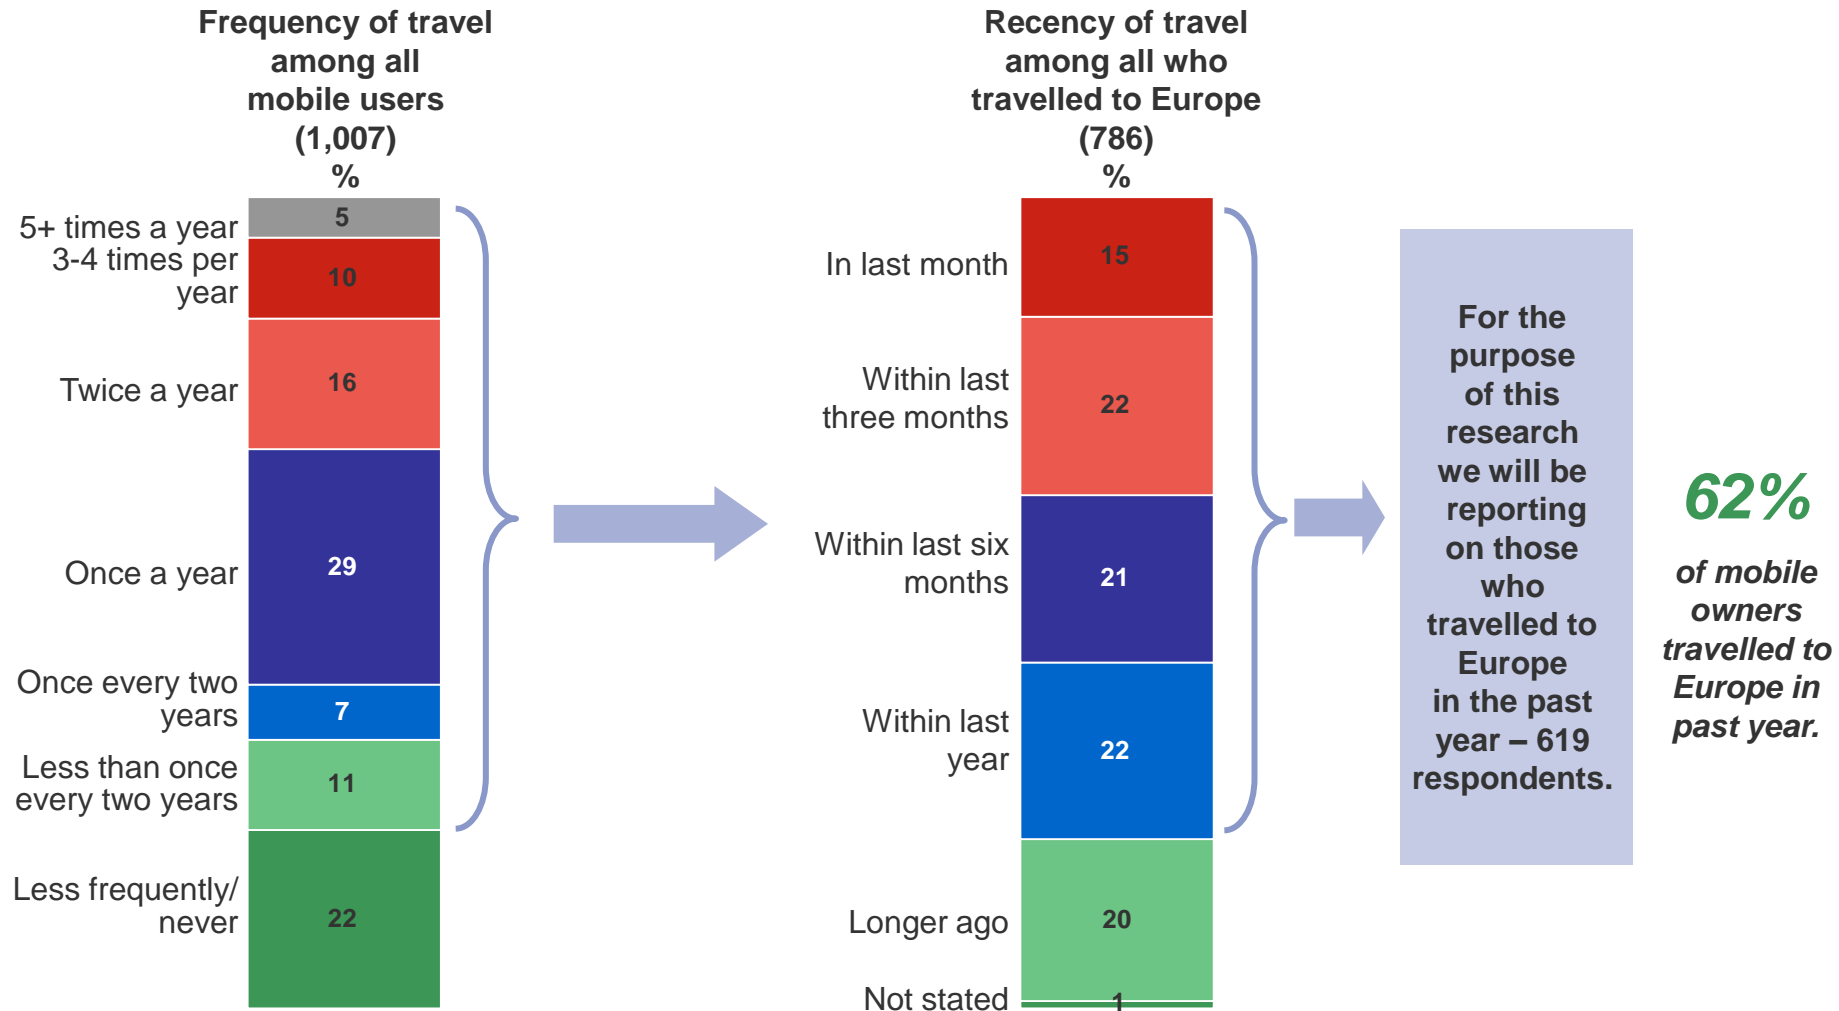 Frequency of travel
among all
mobile users
(1,007)
%
5+ times a year
5
3-4 times per
year
10
Twice a year
16
Once a year
29
Once every two
years
7
Less than once
every two years
11
Less frequently/
never
22
Recency of travel
among all who
travelled to Europe
(786)
%
In last month
15
Within last
three months
22
Within last six
months
21
Within last
year
22
Longer ago
20
Not stated
1
For the
purpose
of this
research
we will be
reporting
on those
who
travelled to
Europe
in the past
year – 619
respondents.
62%
of mobile
owners
travelled to
Europe in
past year.